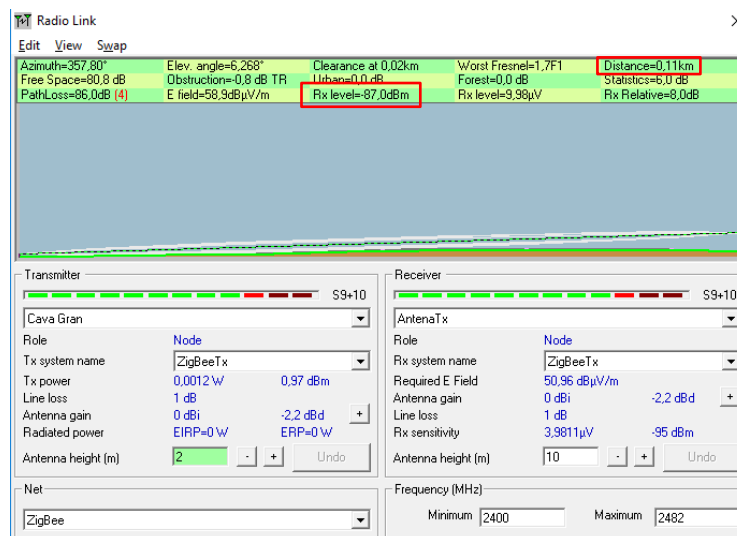 Radio Link
Edit View Swap
Azimuth=357,80° Elev. angle=6,268° Clearance at 0,02km Worst Fresnel=1,7F1 Distance=0,11km
Free Space=80,8 dB Obstruction=-0,8 dB TR Urban=0,0 dB Forest=0,0 dB Statistics=6,0 dB
PathLoss=86,0dB (4) E field=58,9dBµV/m Rx level=-87,0dBm Rx level=9,98µV Rx Relative=8,0dB
Transmitter
S9+10
Cava Gran
Role Node
Tx system name ZigBeeTx
Tx power 0,0012 W 0,97 dBm
Line loss 1 dB
Antenna gain 0 dBi -2,2 dBd +
Radiated power EIRP=0 W ERP=0 W
Antenna height (m) 2 - + Undo
Net
ZigBee
Receiver
S9+10
AntenaTx
Role Node
Rx system name ZigBeeTx
Required E Field 50,96 dBµV/m
Antenna gain 0 dBi -2,2 dBd +
Line loss 1 dB
Rx sensitivity 3,9811µV -95 dBm
Antenna height (m) 10 - + Undo
Frequency (MHz)
Minimum 2400 Maximum 2482